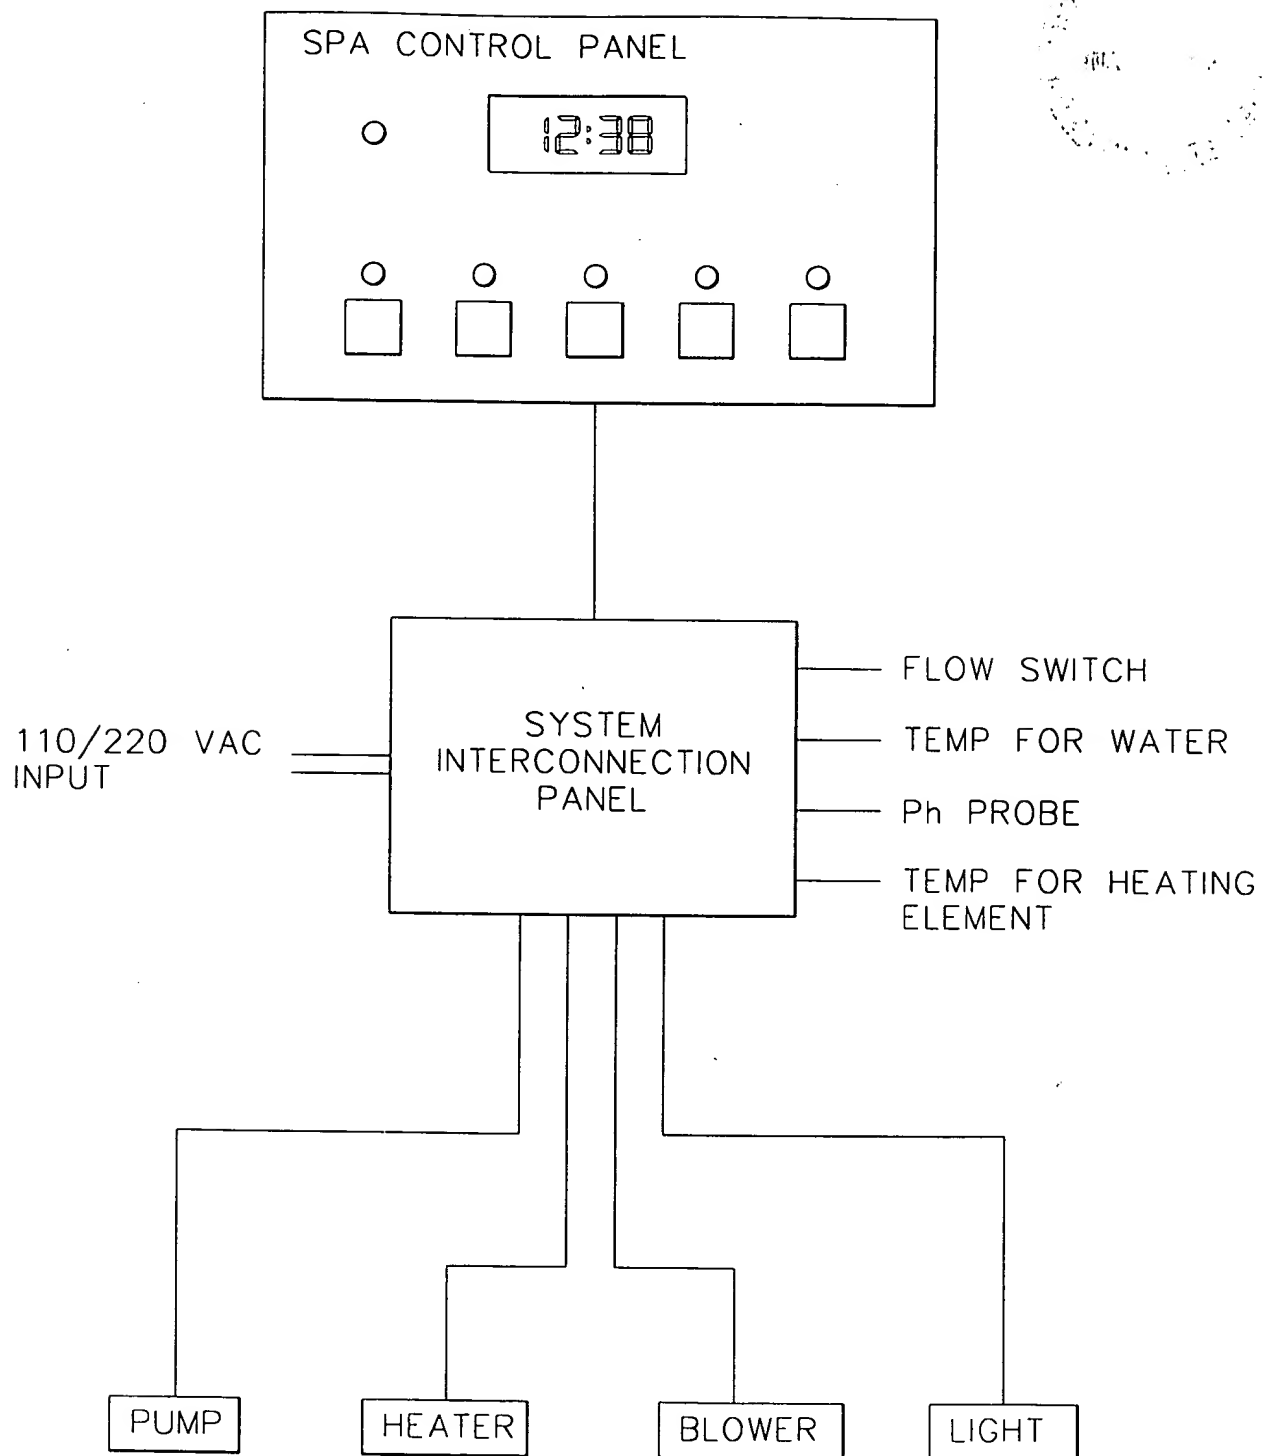 SPA CONTROL PANEL
12:38
110/220 VAC
INPUT
SYSTEM
INTERCONNECTION
PANEL
FLOW SWITCH
TEMP FOR WATER
Ph PROBE
TEMP FOR HEATING
ELEMENT
PUMP
HEATER
BLOWER
LIGHT